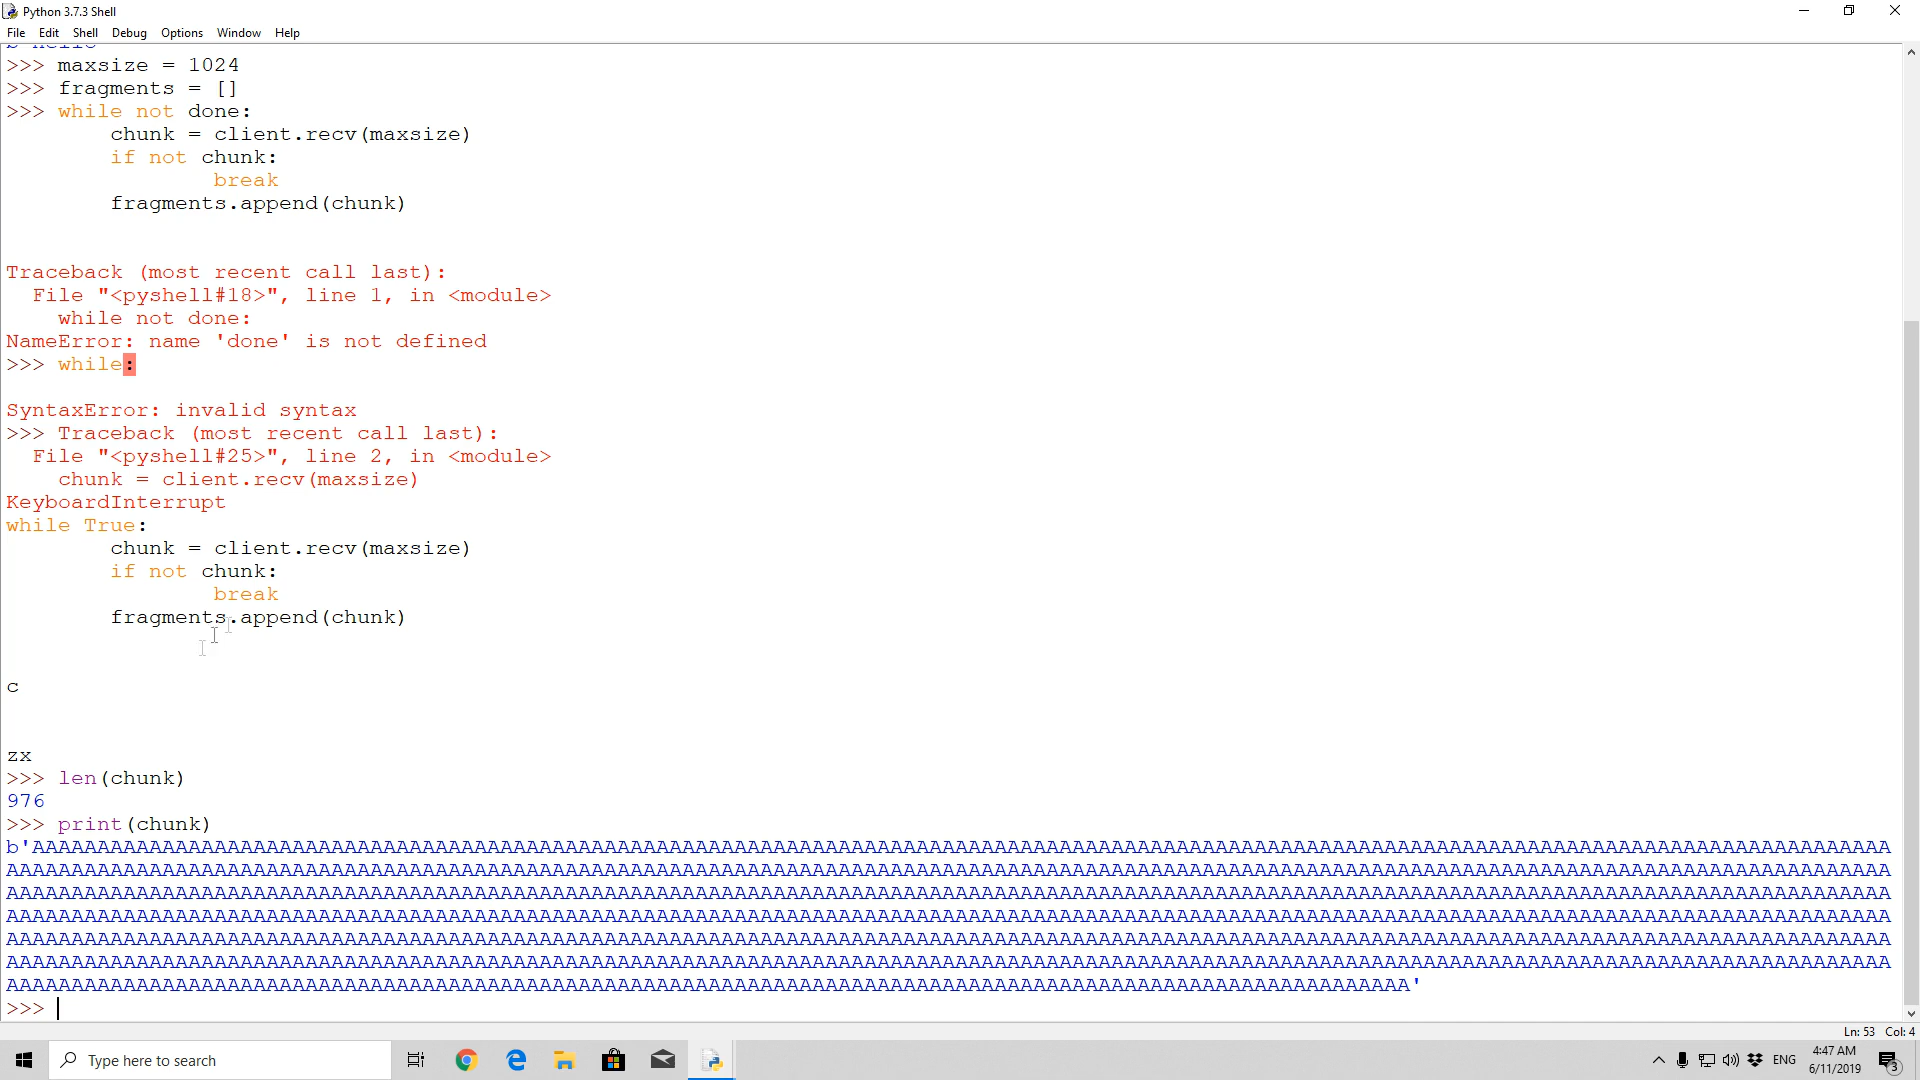 Python 3.7.3 Shell
File Edit Shell Debug Options Window Help
>>> maxsize = 1024
>>> fragments = []
>>> while not done:
chunk = client.recv(maxsize)
if not chunk:
break
fragments.append(chunk)
Traceback (most recent call last):
File "<pyshell#18>", line 1, in <module>
while not done:
NameError: name 'done' is not defined
>>> while:
SyntaxError: invalid syntax
>>> Traceback (most recent call last):
File "<pyshell#25>", line 2, in <module>
chunk = client.recv(maxsize)
KeyboardInterrupt
while True:
chunk = client.recv(maxsize)
if not chunk:
break
fragments.append(chunk)
c
zx
>>> len(chunk)
976
>>> print(chunk)
>>>
Ln: 53 Col: 4
Type here to search
ENG
4:47 AM
6/11/2019
3